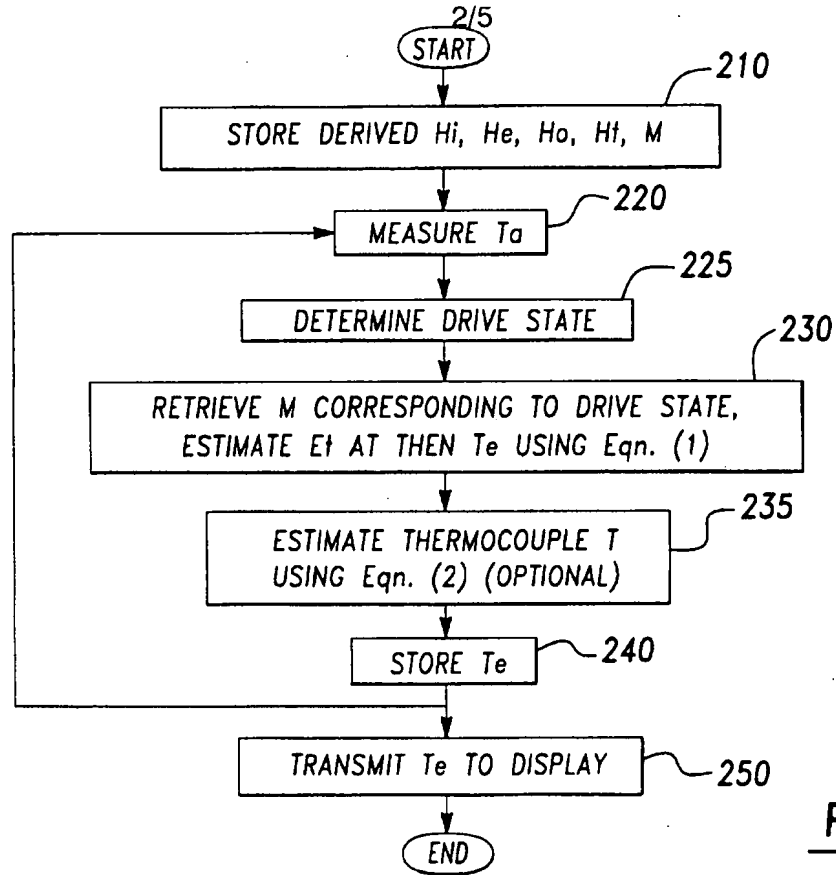 2/5
START
210
STORE DERIVED Hi, He, Ho, Ht, M
220
MEASURE Ta
225
DETERMINE DRIVE STATE
230
RETRIEVE M CORRESPONDING TO DRIVE STATE,
ESTIMATE Et AT THEN Te USING Eqn. (1)
235
ESTIMATE THERMOCOUPLE T
USING Eqn. (2) (OPTIONAL)
240
STORE Te
TRANSMIT Te TO DISPLAY
250
END